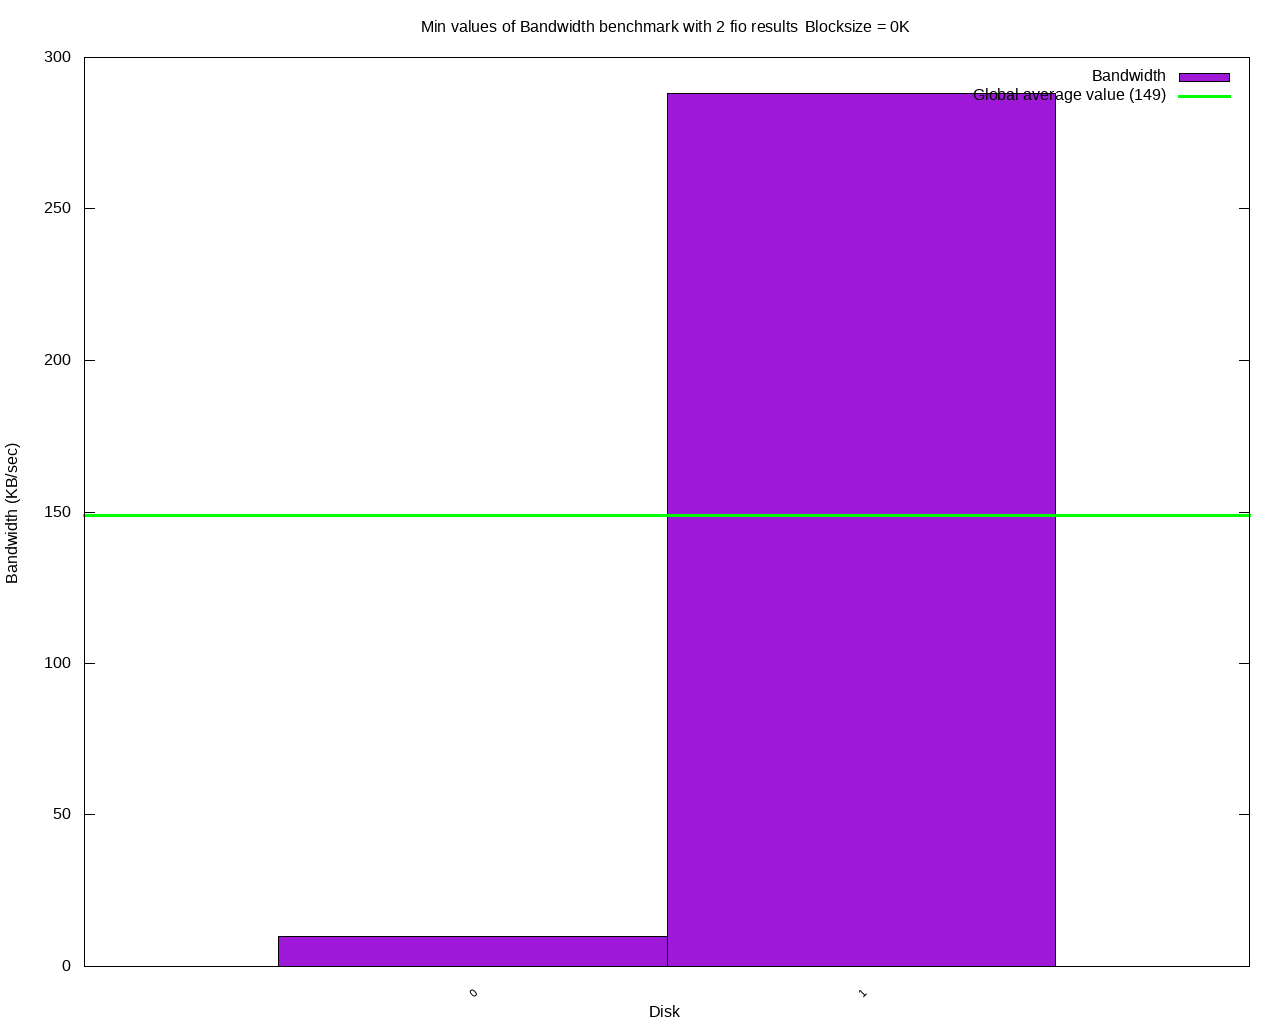 Min values of Bandwidth benchmark with 2 fio results Blocksize = 0K
Bandwidth
Global average value (149)
300
250
200
150
100
50
0
Bandwidth (KB/sec)
0
1
Disk